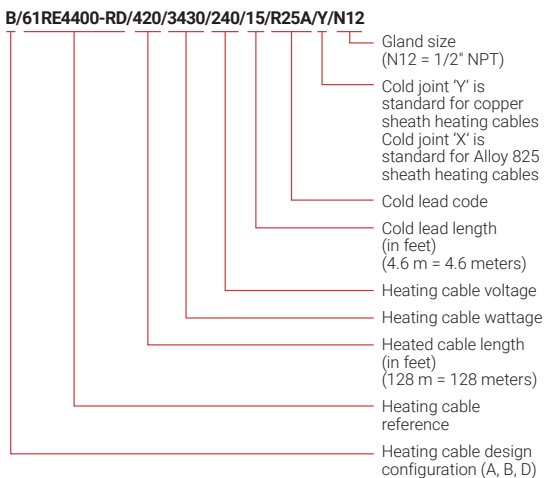 B/61RE4400-RD/420/3430/240/15/R25A/Y/N12
Gland size
(N12 = 1/2" NPT)
Cold joint ‘Y’ is
standard for copper
sheath heating cables
Cold joint ‘X’ is
standard for Alloy 825
sheath heating cables
Cold lead code
Cold lead length
(in feet)
(4.6 m = 4.6 meters)
Heating cable voltage
Heating cable wattage
Heated cable length
(in feet)
(128 m = 128 meters)
Heating cable
reference
Heating cable design
configuration (A, B, D)